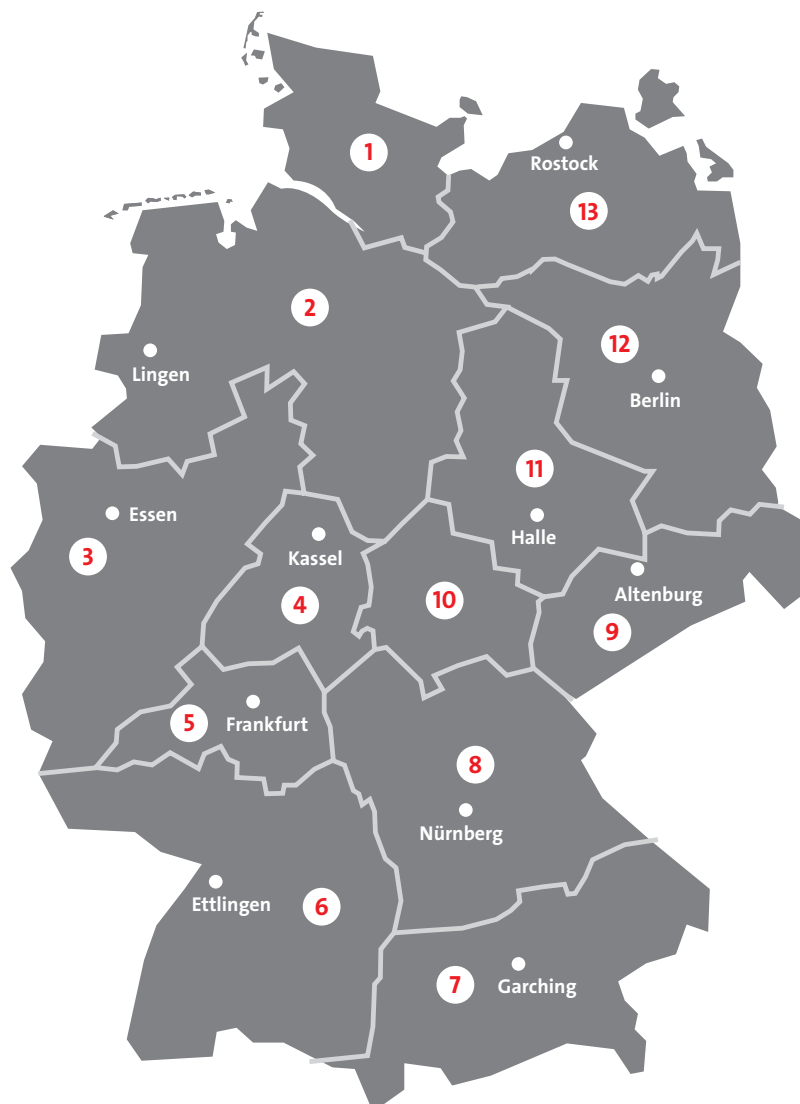 1
Rostock
13
2
12
Lingen
Berlin
11
Essen
Halle
3
Kassel
Altenburg
4
10
9
5
Frankfurt
8
Nürnberg
Ettlingen
6
7
Garching